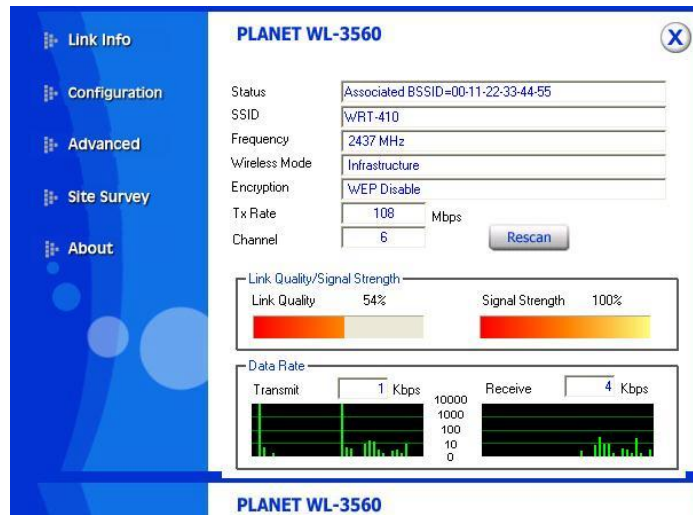 Link Info
Configuration
Advanced
Site Survey
About
PLANET WL-3560
X
Status Associated BSSID=00-11-22-33-44-55
SSID WRT-410
Frequency 2437 MHz
Wireless Mode Infrastructure
Encryption WEP Disable
Tx Rate 108 Mbps
Channel 6 Rescan
Link Quality/Signal Strength
Link Quality 54% Signal Strength 100%
Data Rate
Transmit 1 Kbps Receive 4 Kbps
10000
1000
100
10
0
PLANET WL-3560